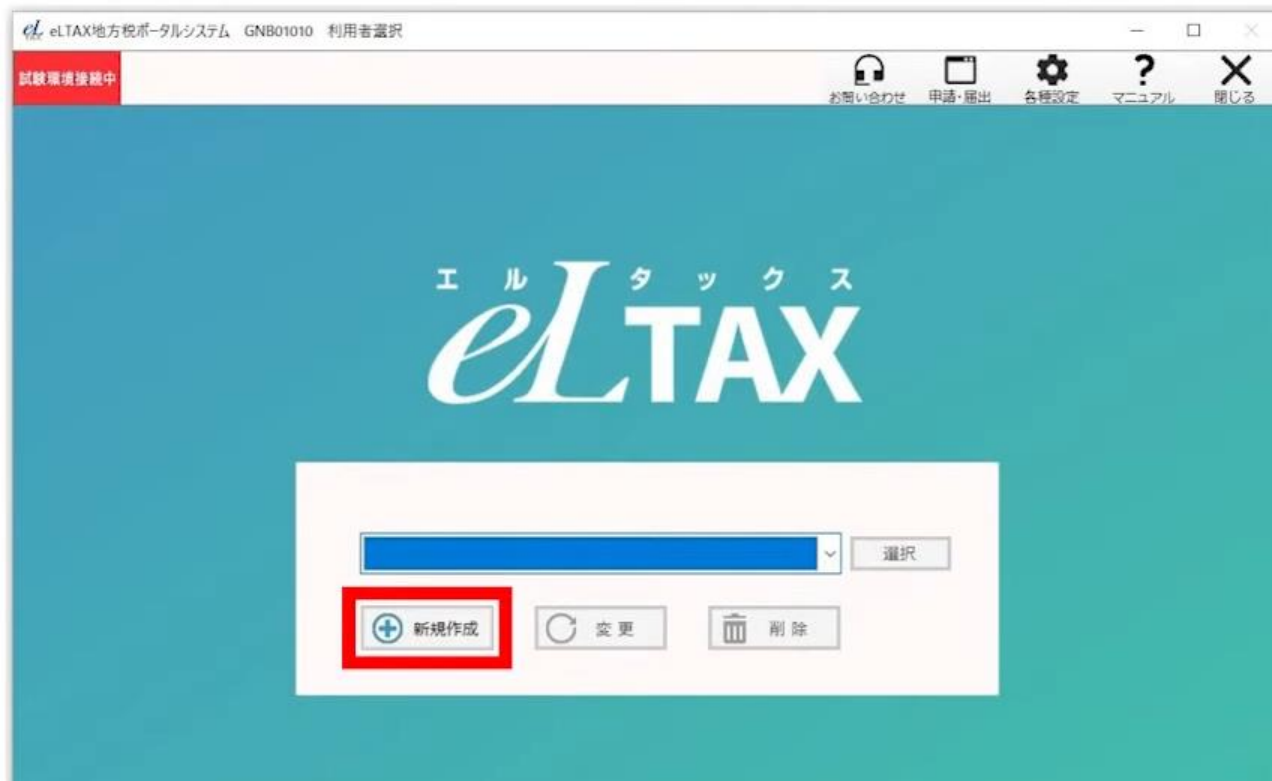 eLTAX地方税ポータルシステム GNB01010 利用者選択
試験環境接続中
お問い合わせ 申請・届出 各種設定 マニュアル 閉じる
エルタックス
eLTAX
選択
新規作成 変更 削除